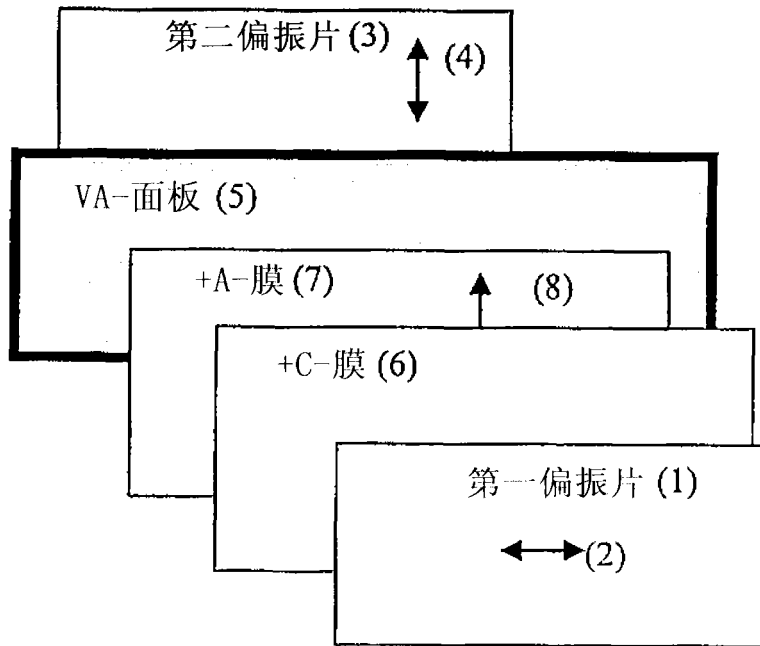 第二偏振片 (3)
(4)
VA-面板 (5)
+A-膜 (7)
(8)
+C-膜 (6)
第一偏振片 (1)
(2)